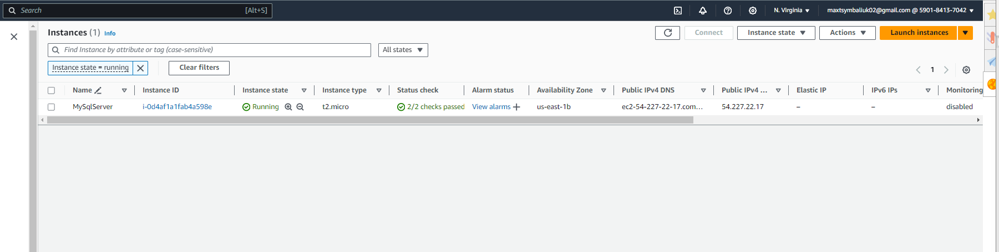 Search [Alt+S] N. Virginia maxtsymbaliuk02@gmail.com @ 5901-8413-7042
Instances (1) Info Connect Instance state Actions Launch instances
Find Instance by attribute or tag (case-sensitive) All states
Instance state = running Clear filters
1
Name Instance ID Instance state Instance type Status check Alarm status Availability Zone Public IPv4 DNS Public IPv4 ... Elastic IP IPv6 IPs Monitoring
MySqlServer i-0d4af1a1fab4a598e Running t2.micro 2/2 checks passed View alarms + us-east-1b ec2-54-227-22-17.com... 54.227.22.17 – – disabled